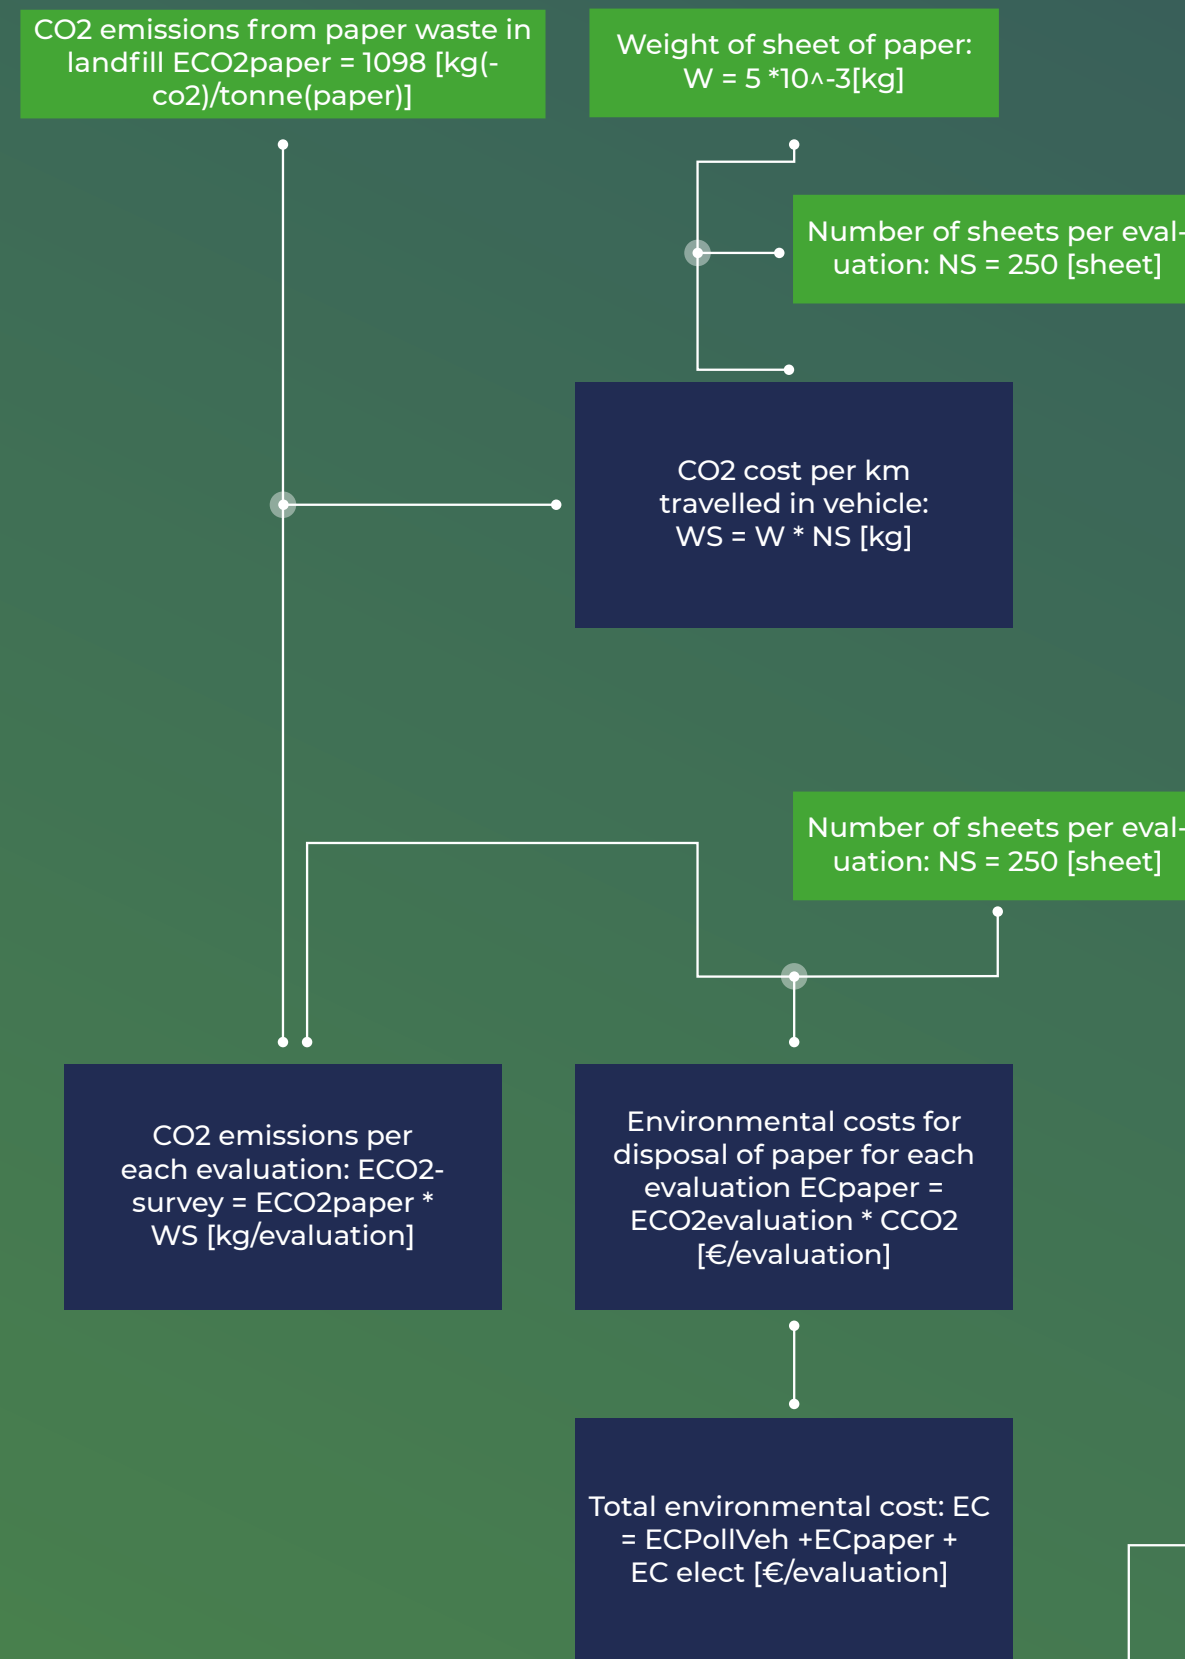 CO2 emissions from paper waste in
landfill ECO2paper = 1098 [kg(-
co2)/tonne(paper)]
Weight of sheet of paper:
W = 5 *10^-3[kg]
Number of sheets per eval-
uation: NS = 250 [sheet]
CO2 cost per km
travelled in vehicle:
WS = W * NS [kg]
Number of sheets per eval-
uation: NS = 250 [sheet]
CO2 emissions per
each evaluation: ECO2-
survey = ECO2paper *
WS [kg/evaluation]
Environmental costs for
disposal of paper for each
evaluation ECpaper =
ECO2evaluation * CCO2
[€/evaluation]
Total environmental cost: EC
= ECPollVeh +ECpaper +
EC elect [€/evaluation]